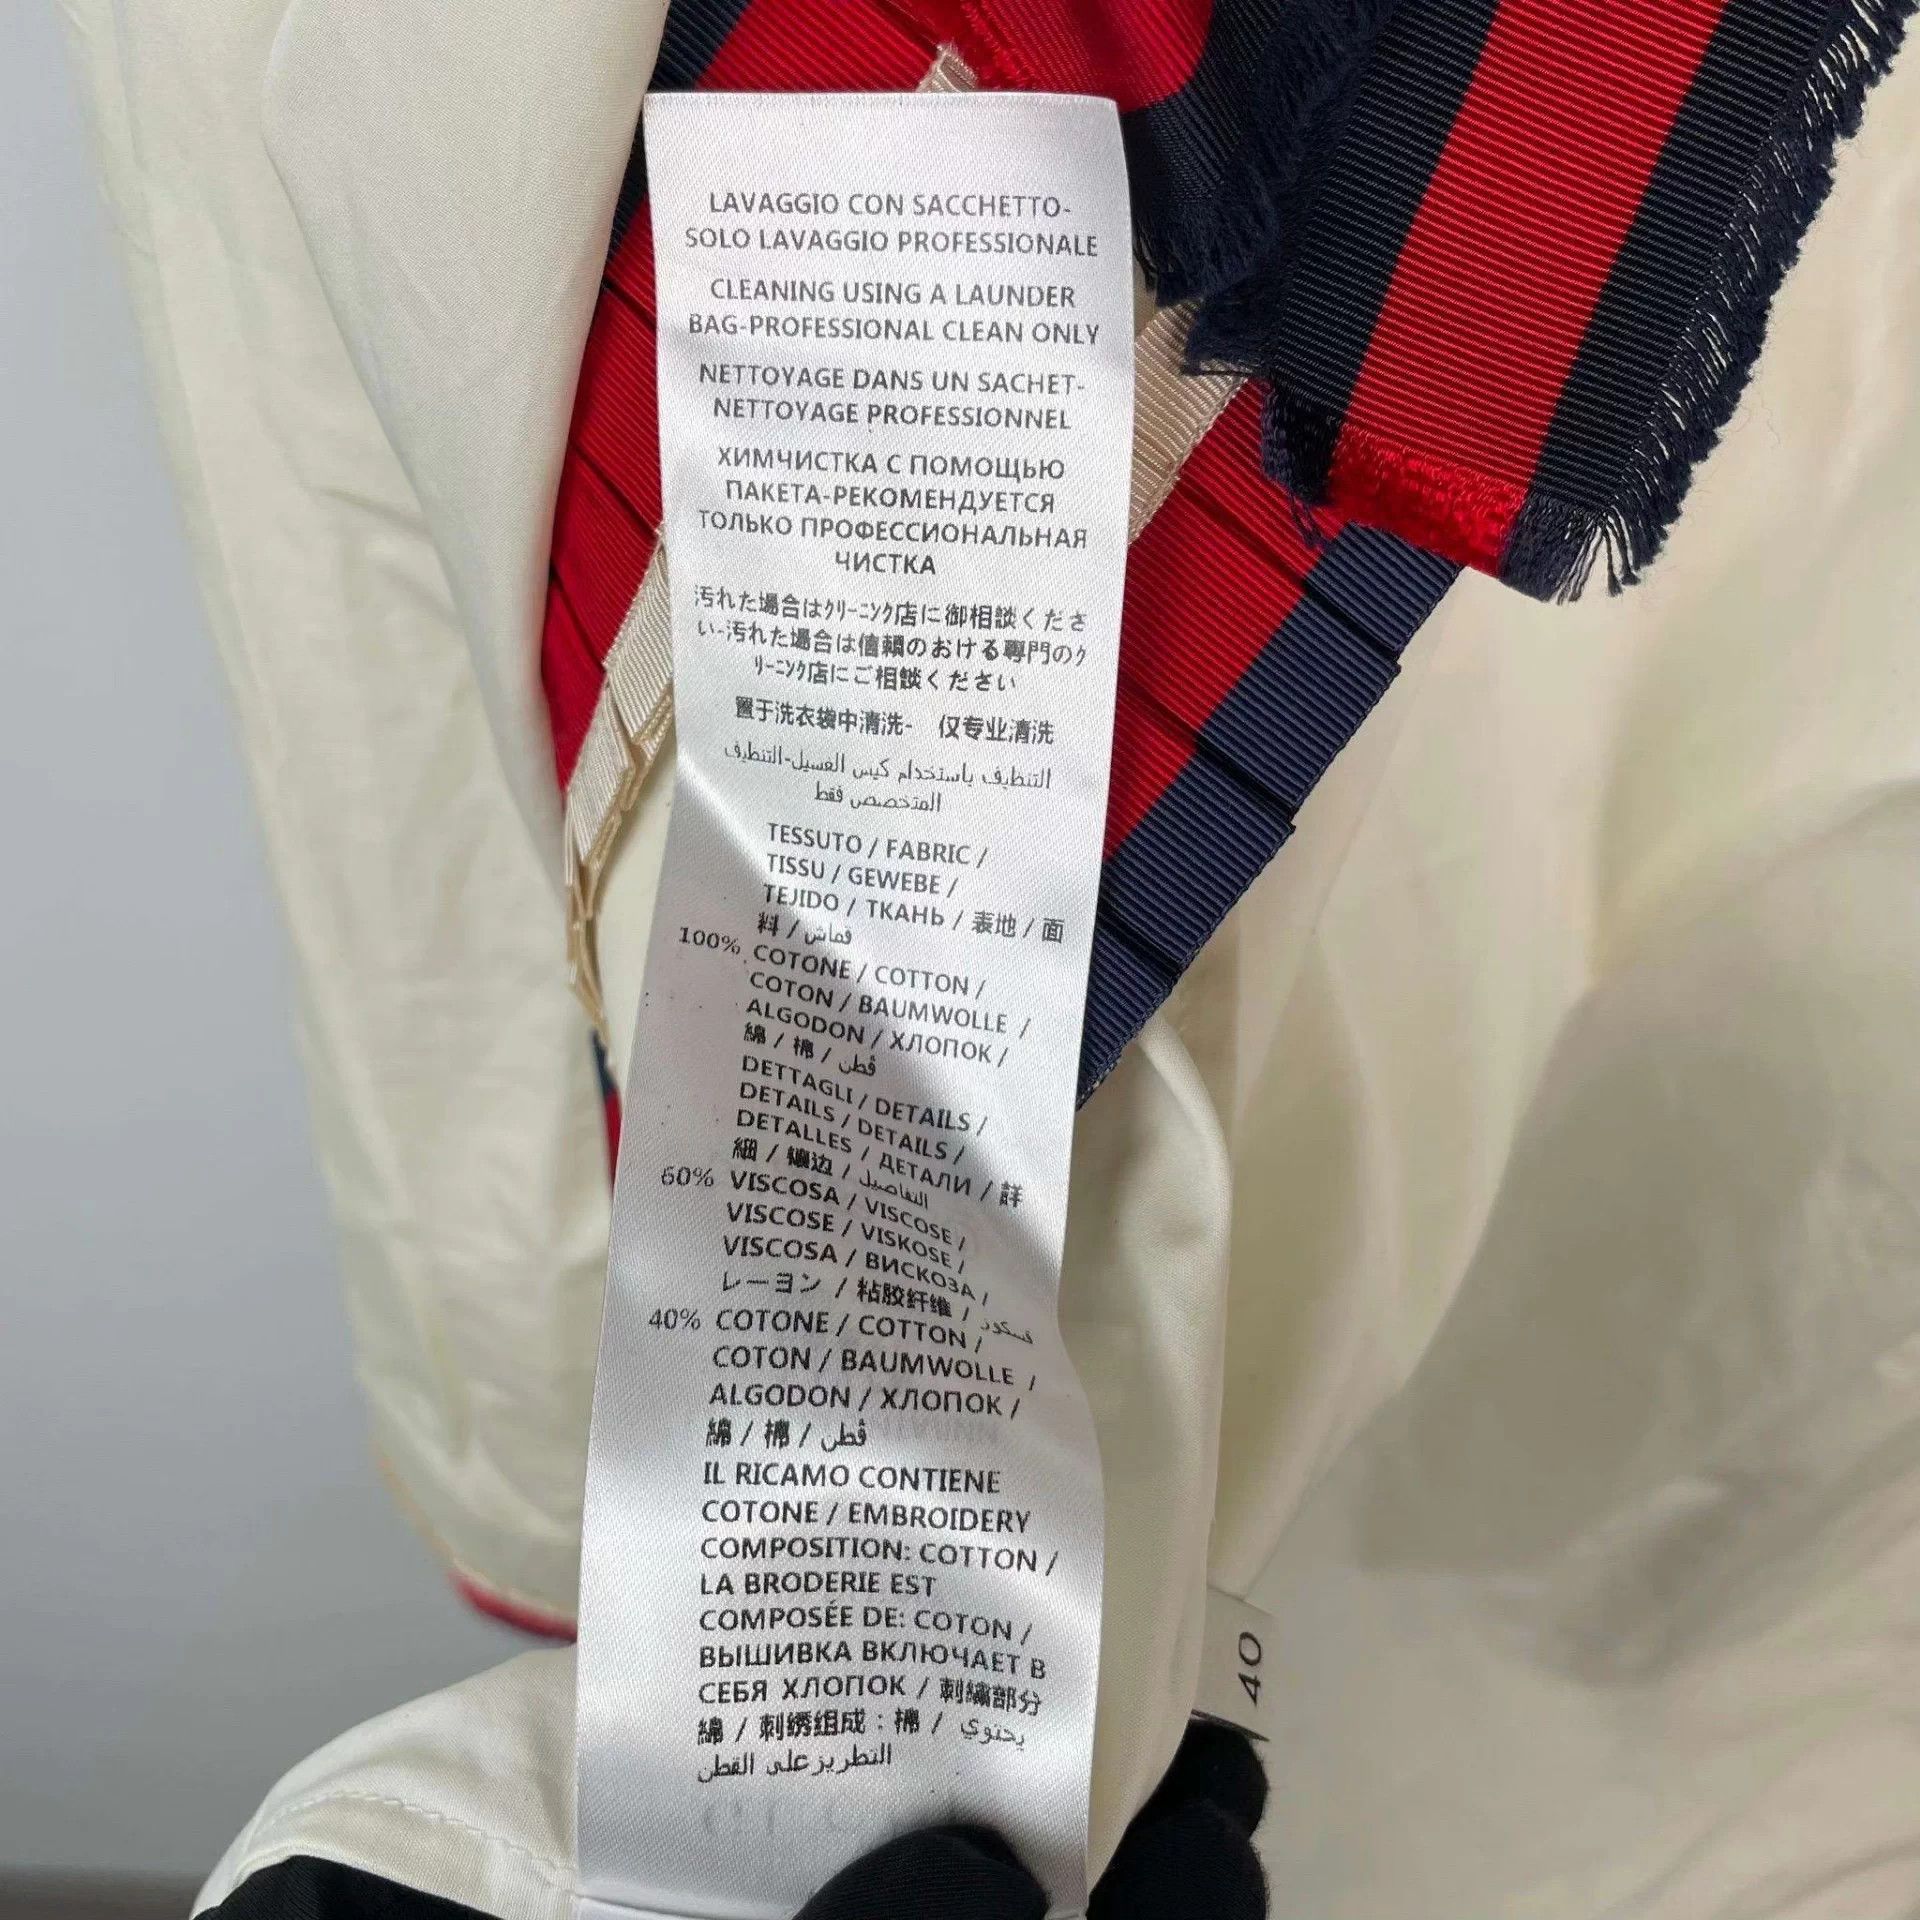 LAVAGGIO CON SACCHETTO-
SOLO LAVAGGIO PROFESSIONALE
CLEANING USING A LAUNDER
BAG-PROFESSIONAL CLEAN ONLY
NETTOYAGE DANS UN SACHET-
NETTOYAGE PROFESSIONNEL
ХИМЧИСТКА С ПОМОЩЬЮ
ПАКЕТА-РЕКОМЕНДУЕТСЯ
ТОЛЬКО ПРОФЕССИОНАЛЬНАЯ
ЧИСТКА
汚れた場合はｸﾘｰﾆﾝｸ店に御相談くださ
い-汚れた場合は信頼のおける専門のｸ
ﾘｰﾆﾝｸ店にご相談ください
置于洗衣袋中清洗- 仅专业清洗
التنظيف باستخدام كيس الغسيل-التنظيف
المتخصص فقط
TESSUTO / FABRIC /
TISSU / GEWEBE /
TEJIDO / ТКАНЬ / 表地 / 面
料 / قماش
100% COTONE / COTTON /
COTON / BAUMWOLLE /
ALGODON / ХЛОПОК /
綿 / 棉 / قطن
DETTAGLI / DETAILS /
DETAILS / DETAILS /
DETALLES / ДЕТАЛИ / 詳
細 / 镶边 / التفاصيل
60% VISCOSA / VISCOSE /
VISCOSE / VISKOSE /
VISCOSA / ВИСКОЗА /
レーヨン / 粘胶纤维 / فسكوز
40% COTONE / COTTON /
COTON / BAUMWOLLE /
ALGODON / ХЛОПОК /
綿 / 棉 / قطن
IL RICAMO CONTIENE
COTONE / EMBROIDERY
COMPOSITION: COTTON /
LA BRODERIE EST
COMPOSÉE DE: COTON /
ВЫШИВКА ВКЛЮЧАЕТ В
СЕБЯ ХЛОПОК / 刺繍部分
綿 / 刺绣组成：棉 / يحتوي
التطريز على القطن
40